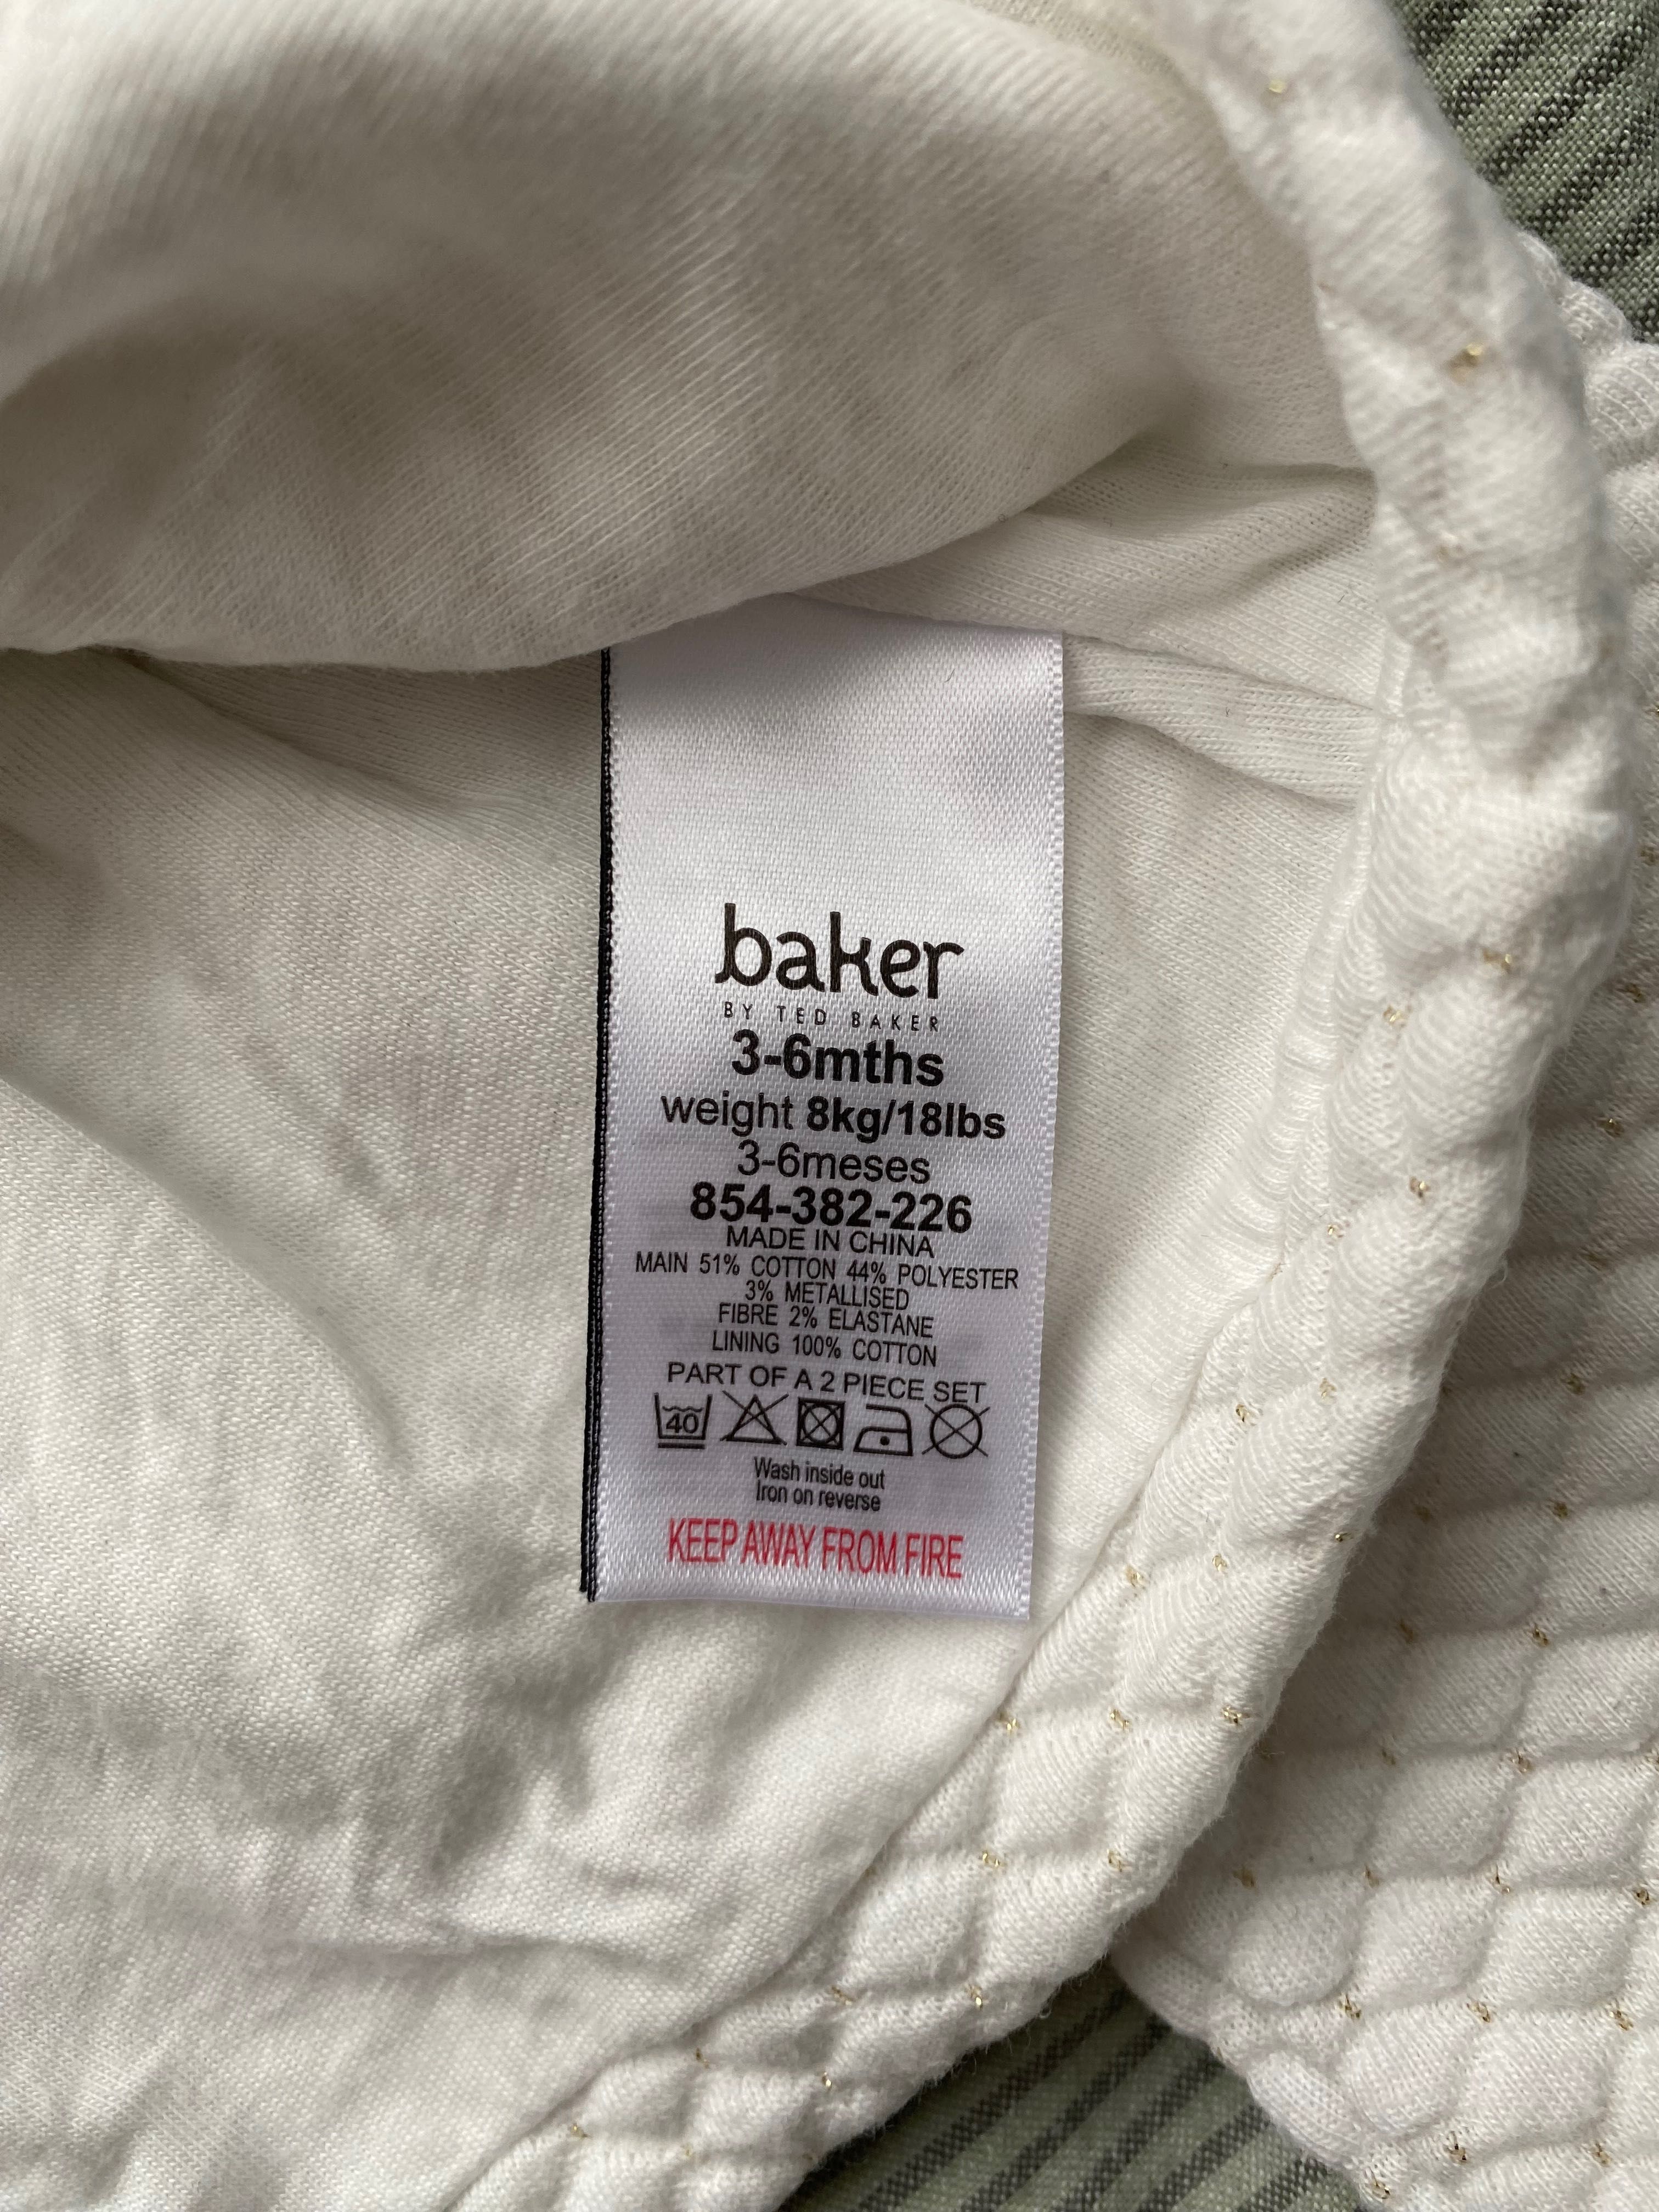 baker
BY TED BAKER
3-6mths
weight 8kg/18lbs
3-6meses
854-382-226
MADE IN CHINA
MAIN 51% COTTON 44% POLYESTER
3% METALLISED
FIBRE 2% ELASTANE
LINING 100% COTTON
PART OF A 2 PIECE SET
40
Wash inside out
Iron on reverse
KEEP AWAY FROM FIRE